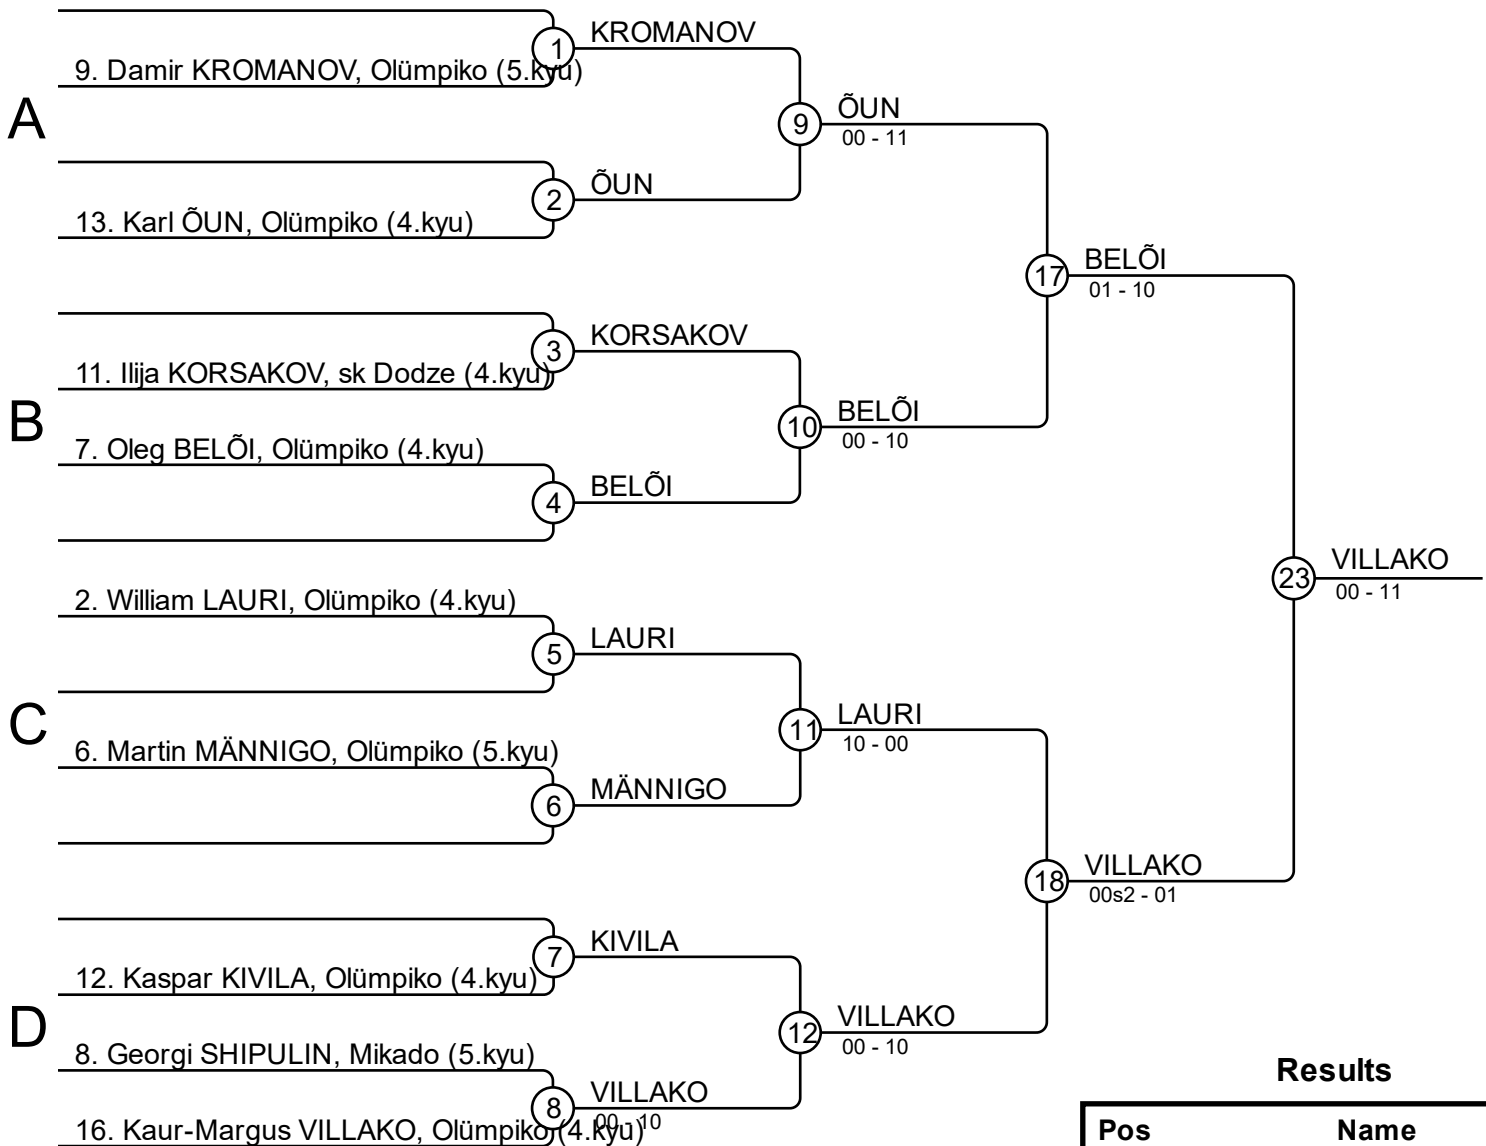 1
KROMANOV
9. Damir KROMANOV, Olümpiko (5.kyu)
A
9
ÕUN
00 - 11
2
ÕUN
13. Karl ÕUN, Olümpiko (4.kyu)
17
BELÕI
01 - 10
3
KORSAKOV
11. Ilija KORSAKOV, sk Dodze (4.kyu)
B
10
BELÕI
00 - 10
7. Oleg BELÕI, Olümpiko (4.kyu)
4
BELÕI
23
VILLAKO
00 - 11
2. William LAURI, Olümpiko (4.kyu)
5
LAURI
C
11
LAURI
10 - 00
6. Martin MÄNNIGO, Olümpiko (5.kyu)
6
MÄNNIGO
18
VILLAKO
00s2 - 01
7
KIVILA
12. Kaspar KIVILA, Olümpiko (4.kyu)
D
12
VILLAKO
00 - 10
8. Georgi SHIPULIN, Mikado (5.kyu)
8
VILLAKO
00 - 10
16. Kaur-Margus VILLAKO, Olümpiko (4.kyu)
Results
Pos Name